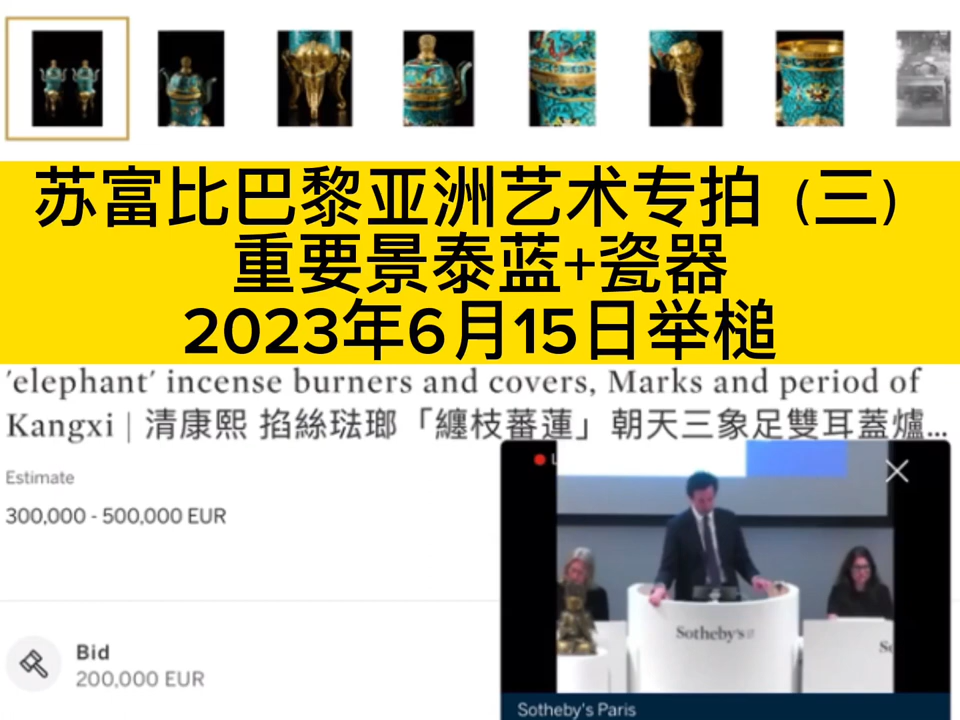 苏富比巴黎亚洲艺术专拍（三）
重要景泰蓝+瓷器
2023年6月15日举槌
'elephant' incense burners and covers, Marks and period of
Kangxi | 清康熙 掐絲琺瑯「纏枝蕃蓮」朝天三象足雙耳蓋爐...
Estimate
300,000 - 500,000 EUR
Bid
200,000 EUR
Sotheby's
Sotheby's Paris